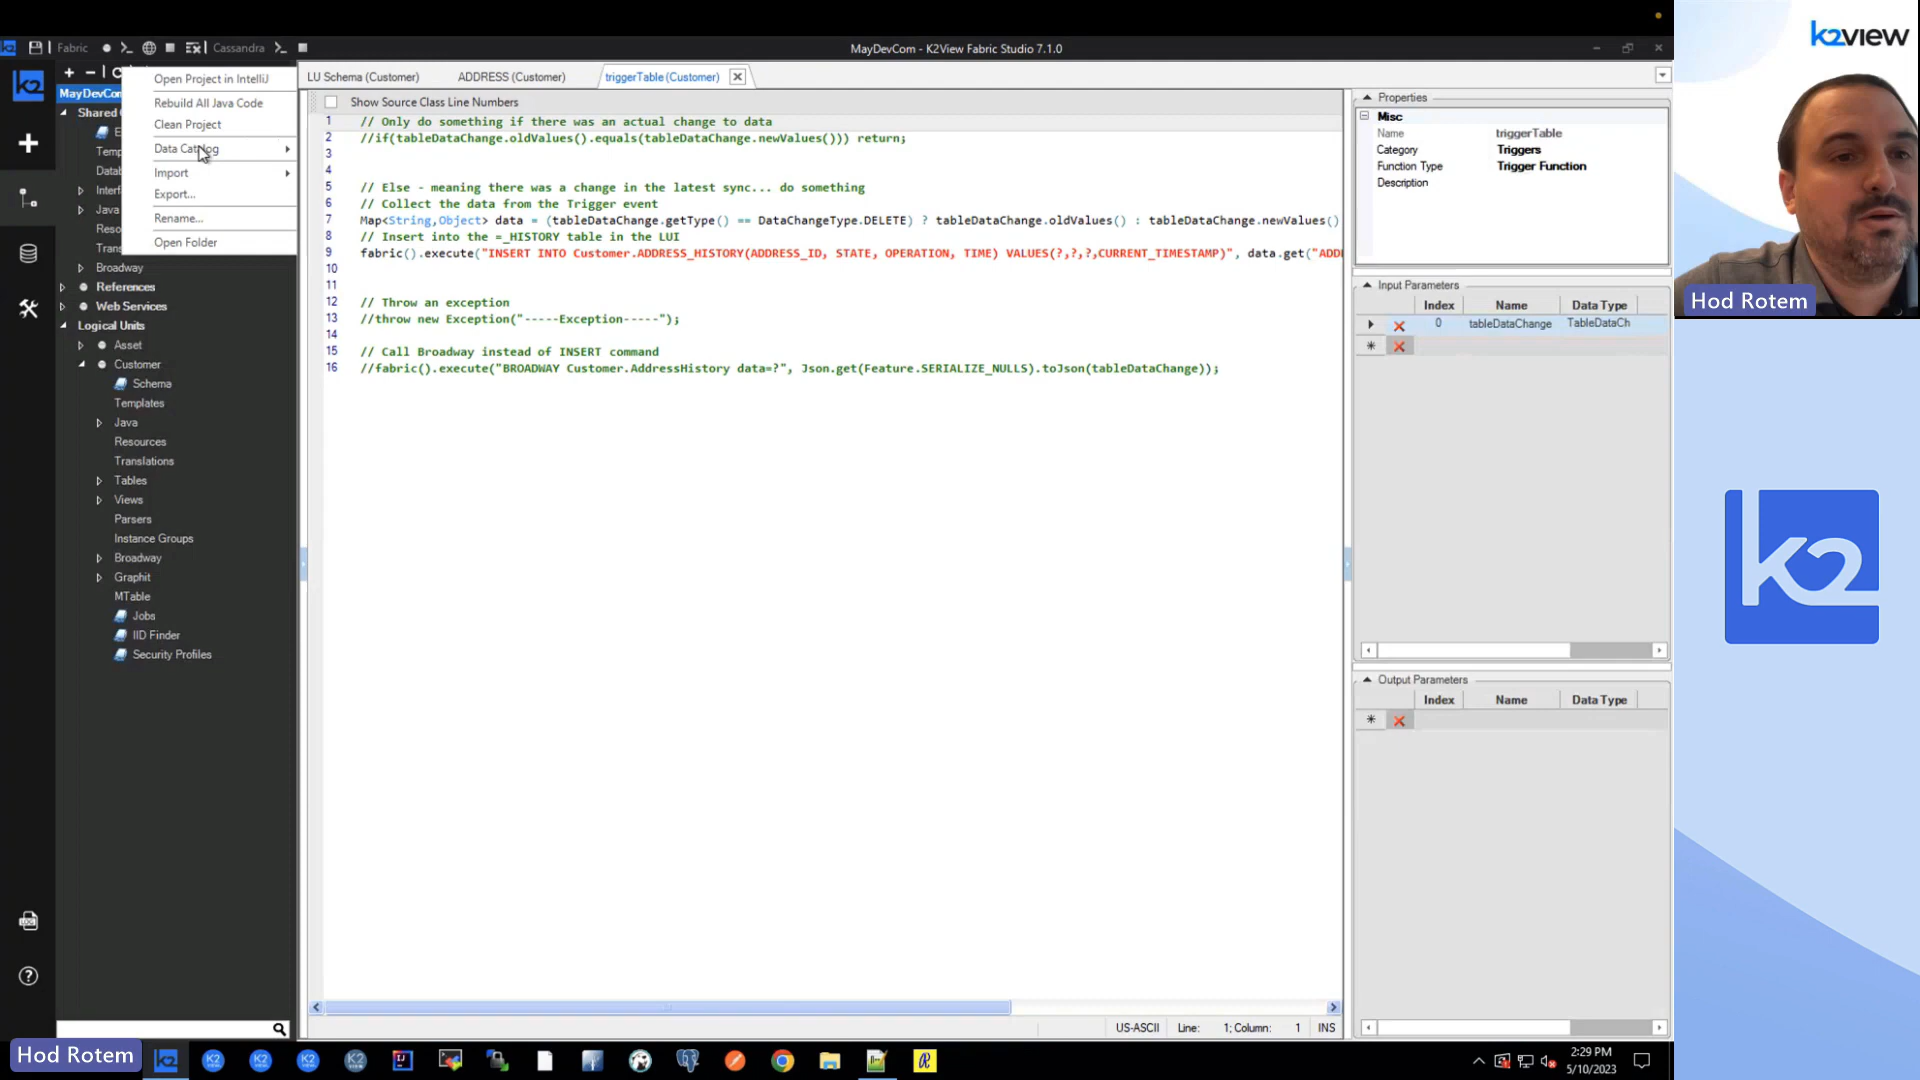 Fabric
Cassandra
MayDevCom - K2View Fabric Studio 7.1.0
k2view
MayDevCom
Open Project in IntelliJ
Rebuild All Java Code
Clean Project
Data Catalog
Import
Export...
Rename...
Open Folder
Shared
Java
Broadway
References
Web Services
Logical Units
Asset
Customer
Schema
Templates
Java
Resources
Translations
Tables
Views
Parsers
Instance Groups
Broadway
Graphit
MTable
Jobs
IID Finder
Security Profiles
LU Schema (Customer)
ADDRESS (Customer)
triggerTable (Customer)
Show Source Class Line Numbers
1 // Only do something if there was an actual change to data
2 //if(tableDataChange.oldValues().equals(tableDataChange.newValues())) return;
3
4
5 // Else - meaning there was a change in the latest sync... do something
6 // Collect the data from the Trigger event
7 Map<String,Object> data = (tableDataChange.getType() == DataChangeType.DELETE) ? tableDataChange.oldValues() : tableDataChange.newValues()
8 // Insert into the =_HISTORY table in the LUI
9 fabric().execute("INSERT INTO Customer.ADDRESS_HISTORY(ADDRESS_ID, STATE, OPERATION, TIME) VALUES(?,?,?,CURRENT_TIMESTAMP)", data.get("ADD
10
11
12 // Throw an exception
13 //throw new Exception("-----Exception-----");
14
15 // Call Broadway instead of INSERT command
16 //fabric().execute("BROADWAY Customer.AddressHistory data=?", Json.get(Feature.SERIALIZE_NULLS).toJson(tableDataChange));
US-ASCII Line: 1; Column: 1 INS
Properties
Misc
Name triggerTable
Category Triggers
Function Type Trigger Function
Description
Input Parameters
Index Name Data Type
0 tableDataChange TableDataCh
Output Parameters
Index Name Data Type
Hod Rotem
k2
Hod Rotem
2:29 PM
5/10/2023